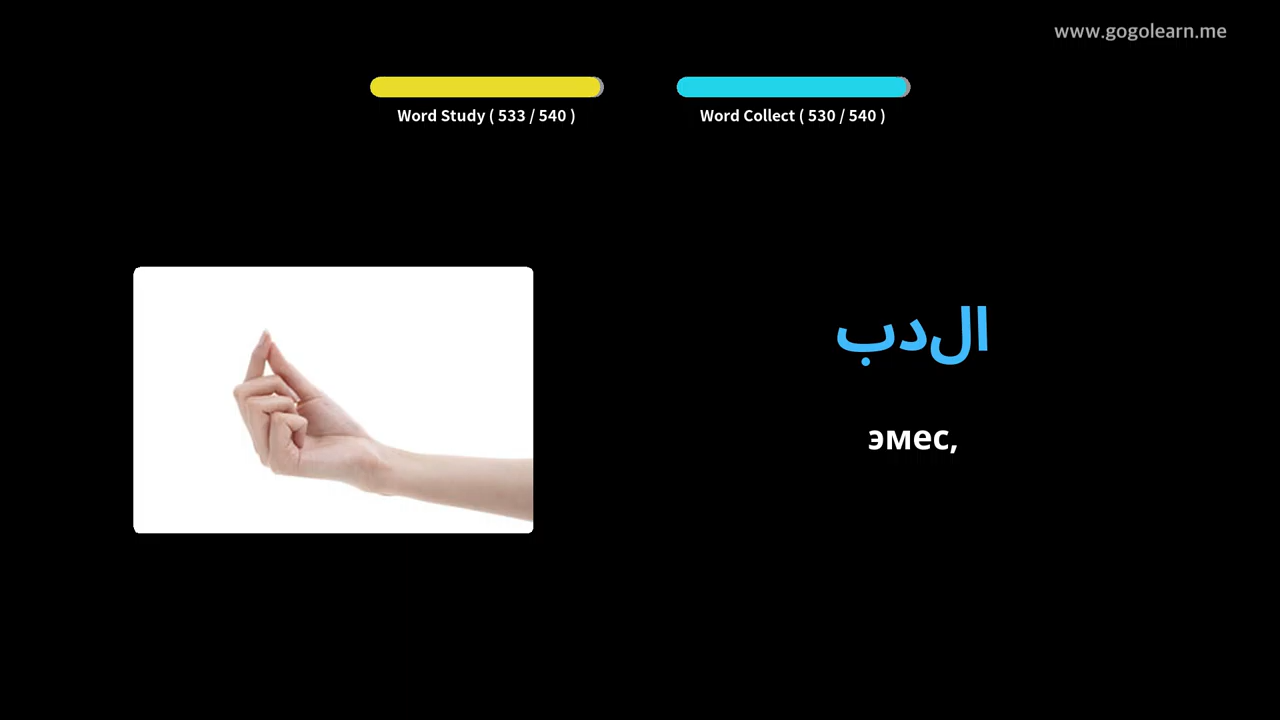 www.gogolearn.me
Word Study ( 533 / 540 )
Word Collect ( 530 / 540 )
الدب
эмес,